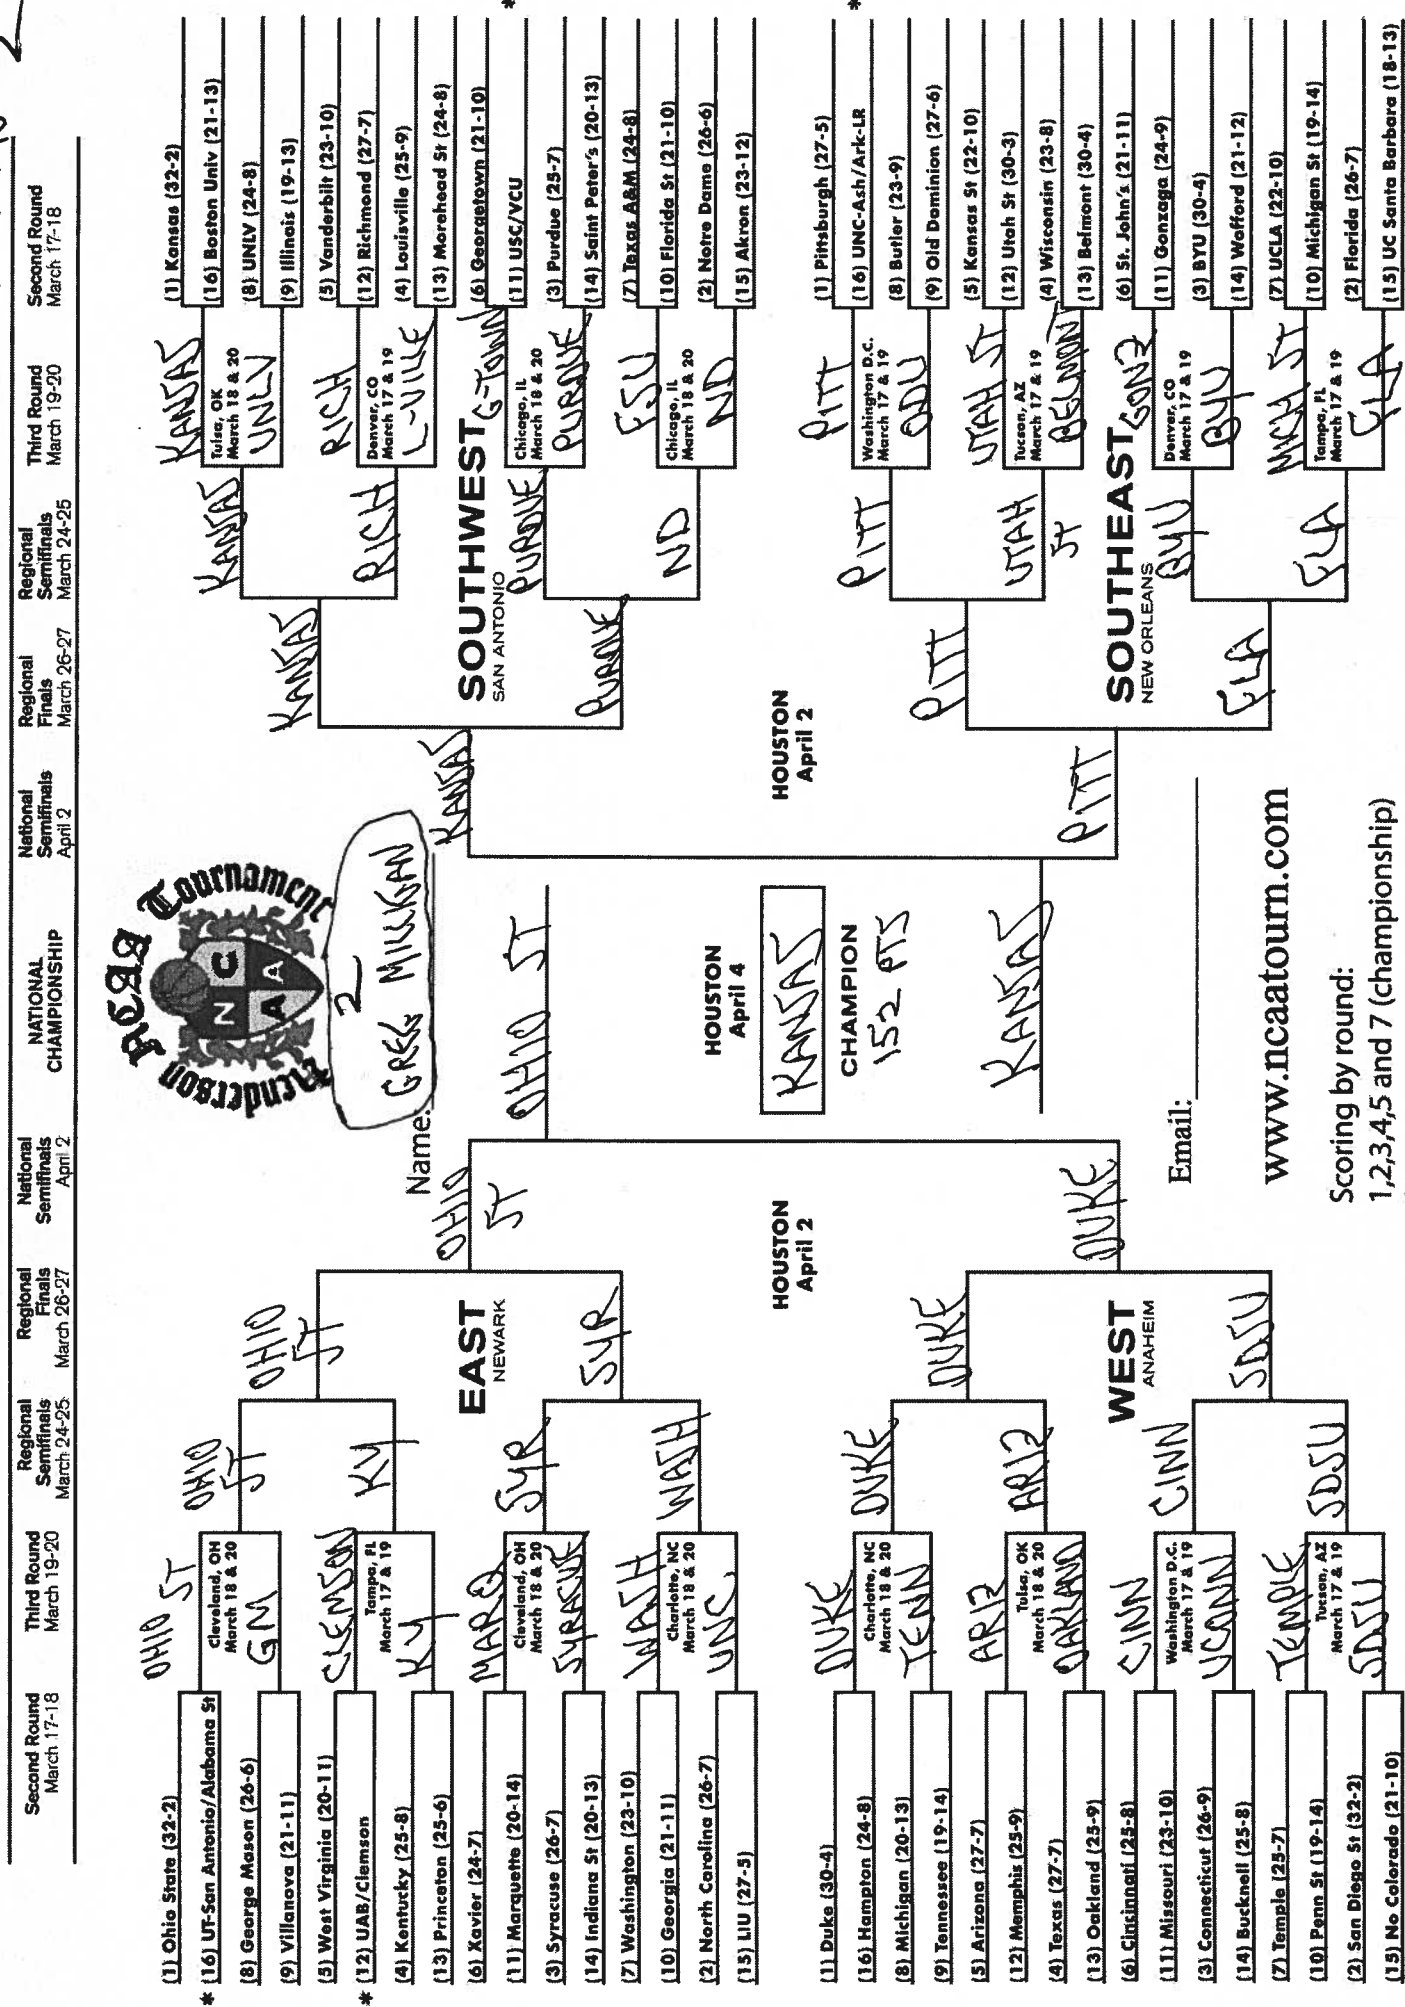 2
Second Round
March 17-18
Third Round
March 19-20
Regional
Semifinals
March 24-25
Regional
Finals
March 26-27
National
Semifinals
April 2
NATIONAL
CHAMPIONSHIP
National
Semifinals
April 2
Regional
Finals
March 26-27
Regional
Semifinals
March 24-25
Third Round
March 19-20
Second Round
March 17-18
(1) Ohio State (32-2)
* (16) UT-San Antonio/Alabama St
(8) George Mason (26-6)
(9) Villanova (21-11)
(5) West Virginia (20-11)
* (12) UAB/Clemson
(4) Kentucky (25-8)
(13) Princeton (25-6)
(6) Xavier (24-7)
(11) Marquette (20-14)
(3) Syracuse (26-7)
(14) Indiana St (20-13)
(7) Washington (23-10)
(10) Georgia (21-11)
(2) North Carolina (26-7)
(15) LIU (27-5)
OHIO ST
Cleveland, OH
March 18 & 20
GM
CLEMSON
Tampa, FL
March 17 & 19
KY
MARQ
Cleveland, OH
March 18 & 20
SYRACUSE
WASH
Charlotte, NC
March 18 & 20
UNC
OHIO
ST
KY
SYR
WASH
OHIO
ST
EAST
NEWARK
SYR
OHIO
ST
(1) Duke (30-4)
(16) Hampton (24-8)
(8) Michigan (20-13)
(9) Tennessee (19-14)
(5) Arizona (27-7)
(12) Memphis (25-9)
(4) Texas (27-7)
(13) Oakland (25-9)
(6) Cincinnati (25-8)
(11) Missouri (23-10)
(3) Connecticut (26-9)
(14) Bucknell (25-8)
(7) Temple (25-7)
(10) Penn St (19-14)
(2) San Diego St (32-2)
(15) No Colorado (21-10)
DUKE
Charlotte, NC
March 18 & 20
TENN
ARIZ
Tulsa, OK
March 18 & 20
OAKLAND
CINN
Washington D.C.
March 17 & 19
UCONN
TEMPLE
Tucson, AZ
March 17 & 19
SDSU
DUKE
ARIZ
CINN
SDSU
DUKE
WEST
ANAHEIM
SDSU
DUKE
HOUSTON
April 2
Henderson NCAA Tournament
N C
A A
2
Name: GREG MILLIGAN
OHIO ST
HOUSTON
April 4
KANSAS
CHAMPION
152 PTS
KANSAS
Email:
www.ncaatourn.com
Scoring by round:
1,2,3,4,5 and 7 (championship)
HOUSTON
April 2
KANSAS
KANSAS
SOUTHWEST
SAN ANTONIO
PURDUE
KANSAS
RICH
PURDUE
ND
KANSAS
Tulsa, OK
March 18 & 20
UNLV
RICH
Denver, CO
March 17 & 19
L-VILLE
G-TOWN
Chicago, IL
March 18 & 20
PURDUE
FSU
Chicago, IL
March 18 & 20
ND
(1) Kansas (32-2)
(16) Boston Univ (21-13)
(8) UNLV (24-8)
(9) Illinois (19-13)
(5) Vanderbilt (23-10)
(12) Richmond (27-7)
(4) Louisville (25-9)
(13) Morehead St (24-8)
(6) Georgetown (21-10)
(11) USC/VCU *
(3) Purdue (25-7)
(14) Saint Peter's (20-13)
(7) Texas A&M (24-8)
(10) Florida St (21-10)
(2) Notre Dame (26-6)
(15) Akron (23-12)
PITT
PITT
SOUTHEAST
NEW ORLEANS
FLA
PITT
UTAH
ST
BYU
FLA
PITT
Washington D.C.
March 17 & 19
ODU
UTAH ST
Tucson, AZ
March 17 & 19
BELMONT
GONZ
Denver, CO
March 17 & 19
BYU
MICH ST
Tampa, FL
March 17 & 19
FLA
(1) Pittsburgh (27-5)
(16) UNC-Ash/Ark-LR *
(8) Butler (23-9)
(9) Old Dominion (27-6)
(5) Kansas St (22-10)
(12) Utah St (30-3)
(4) Wisconsin (23-8)
(13) Belmont (30-4)
(6) St. John's (21-11)
(11) Gonzaga (24-9)
(3) BYU (30-4)
(14) Wofford (21-12)
(7) UCLA (22-10)
(10) Michigan St (19-14)
(2) Florida (26-7)
(15) UC Santa Barbara (18-13)